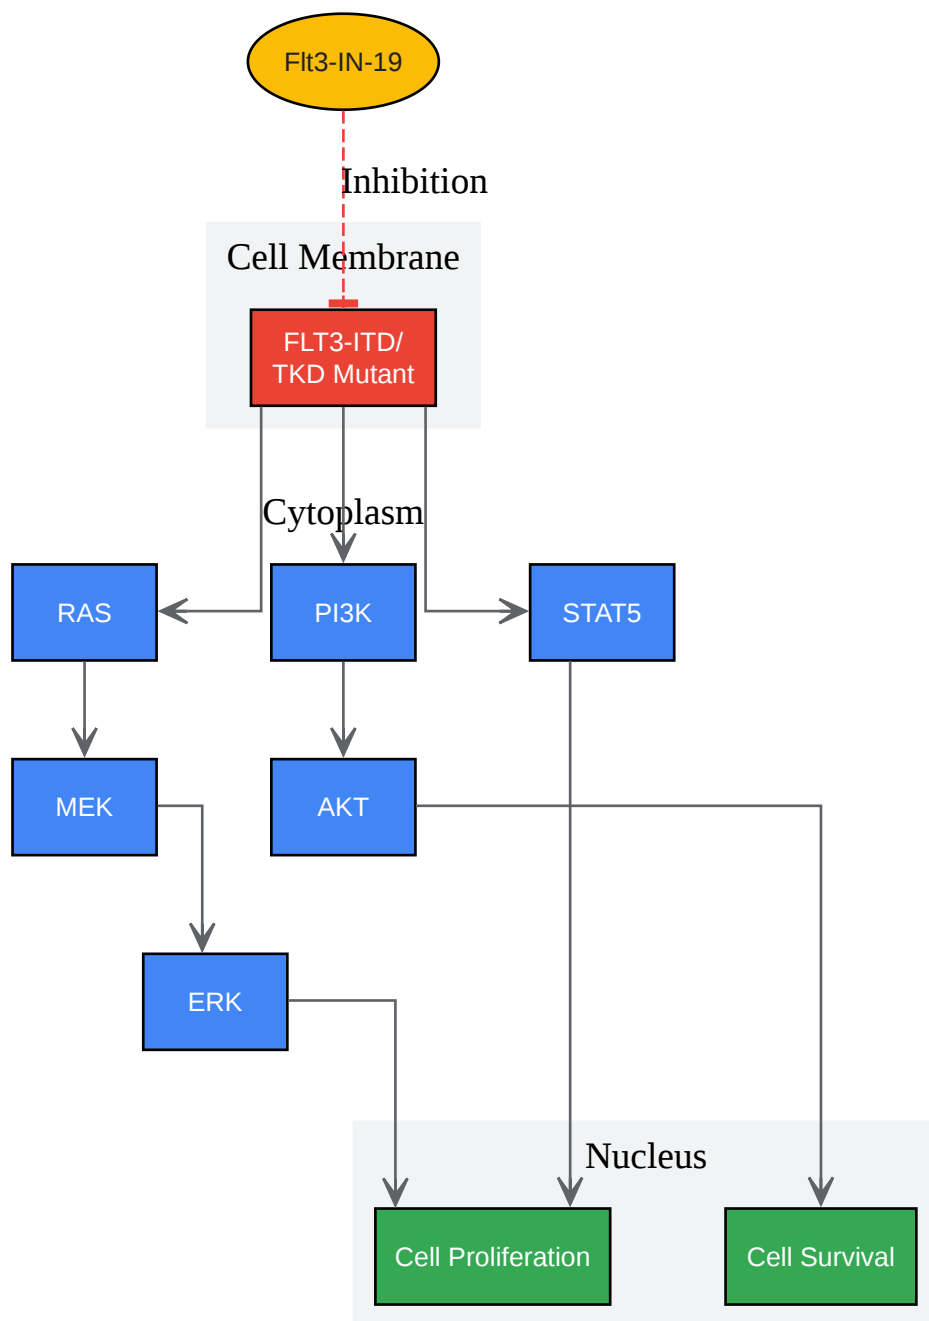 Flt3-IN-19
Inhibition
Cell Membrane
FLT3-ITD/
TKD Mutant
Cytoplasm
RAS
PI3K
STAT5
MEK
AKT
ERK
Nucleus
Cell Proliferation
Cell Survival